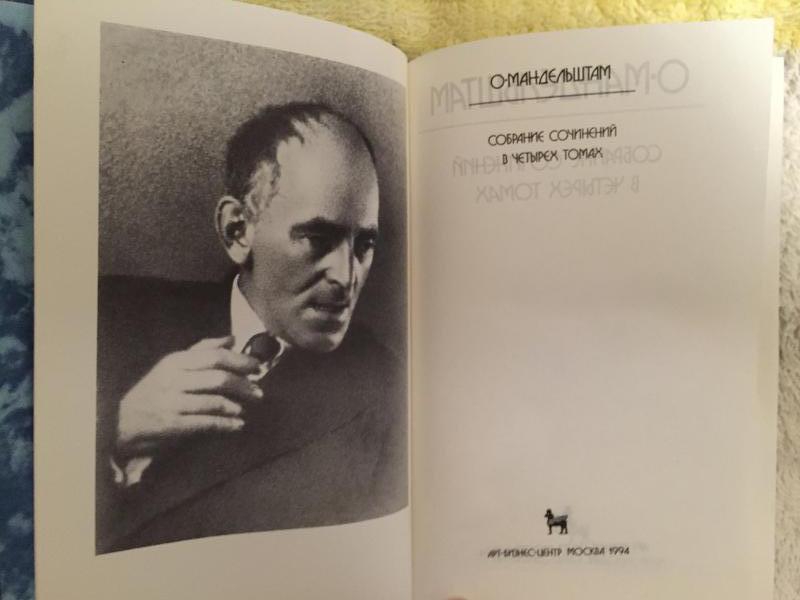 О·МАНДЕЛЬШТАМ
СОБРАНИЕ СОЧИНЕНИЙ
В ЧЕТЫРЕХ ТОМАХ
АРТ-БИЗНЕС-ЦЕНТР МОСКВА 1994